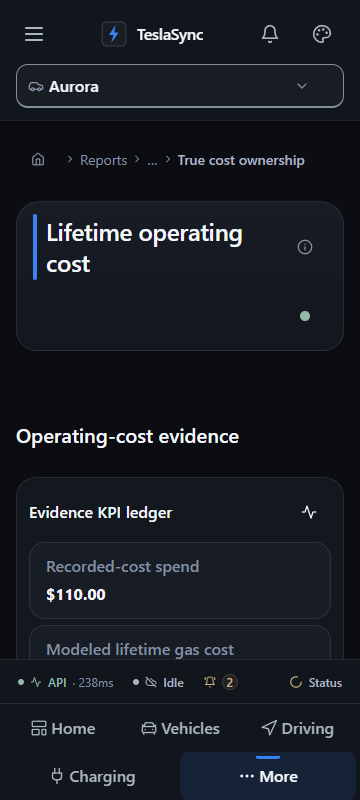 TeslaSync
Aurora
Reports > ... > True cost ownership
Lifetime operating
cost
Operating-cost evidence
Evidence KPI ledger
Recorded-cost spend
$110.00
Modeled lifetime gas cost
API · 238ms Idle 2 Status
Home Vehicles Driving
Charging ··· More